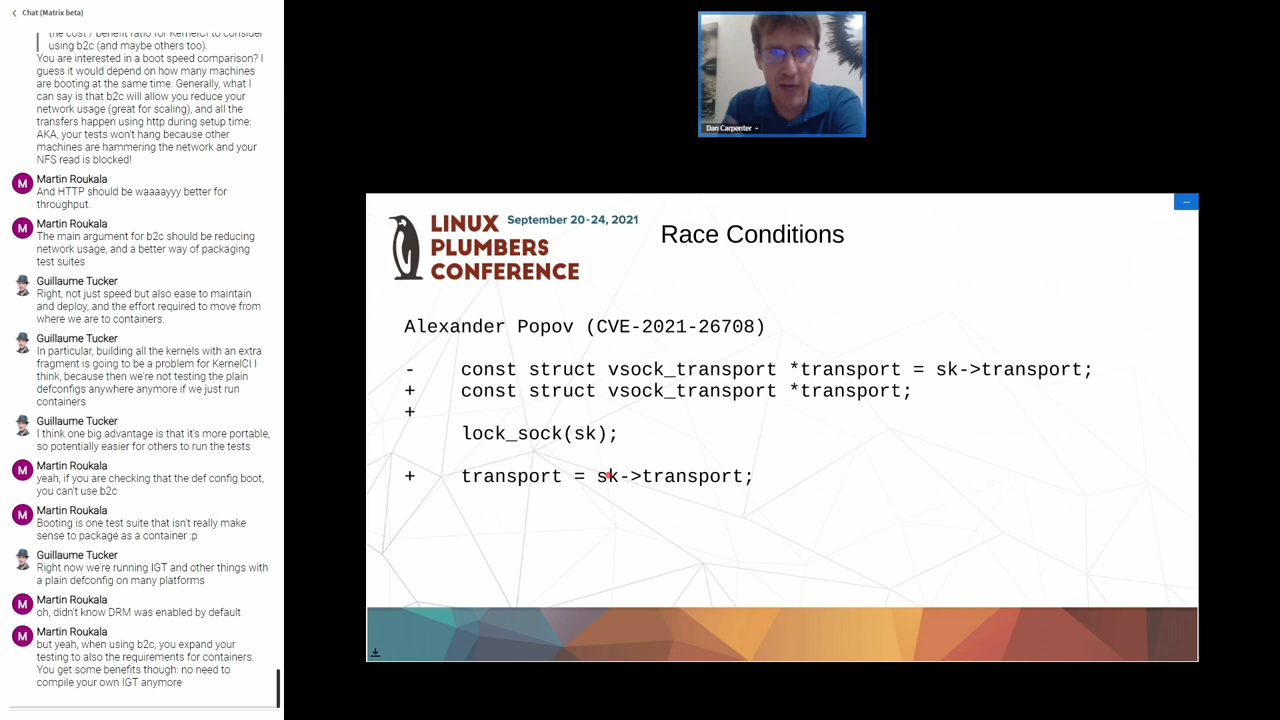 Chat (Matrix beta)
the cost / benefit ratio for KernelCI to consider
using b2c (and maybe others too).
You are interested in a boot speed comparison? I
guess it would depend on how many machines
are booting at the same time. Generally, what I
can say is that b2c will allow you reduce your
network usage (great for scaling), and all the
transfers happen using http during setup time:
AKA, your tests won't hang because other
machines are hammering the network and your
NFS read is blocked!
M
Martin Roukala
And HTTP should be waaaayyy better for
throughput.
M
Martin Roukala
The main argument for b2c should be reducing
network usage, and a better way of packaging
test suites
Guillaume Tucker
Right, not just speed but also ease to maintain
and deploy, and the effort required to move from
where we are to containers.
Guillaume Tucker
In particular, building all the kernels with an extra
fragment is going to be a problem for KernelCI I
think, because then we're not testing the plain
defconfigs anywhere anymore if we just run
containers
Guillaume Tucker
I think one big advantage is that it's more portable,
so potentially easier for others to run the tests
M
Martin Roukala
yeah, if you are checking that the def config boot,
you can't use b2c
M
Martin Roukala
Booting is one test suite that isn't really make
sense to package as a container :p
Guillaume Tucker
Right now we're running IGT and other things with
a plain defconfig on many platforms
M
Martin Roukala
oh, didn't know DRM was enabled by default
M
Martin Roukala
but yeah, when using b2c, you expand your
testing to also the requirements for containers.
You get some benefits though: no need to
compile your own IGT anymore
Dan Carpenter
LINUX
PLUMBERS
CONFERENCE
September 20-24, 2021
Race Conditions
Alexander Popov (CVE-2021-26708)
- const struct vsock_transport *transport = sk->transport;
+ const struct vsock_transport *transport;
+
lock_sock(sk);
+ transport = sk->transport;